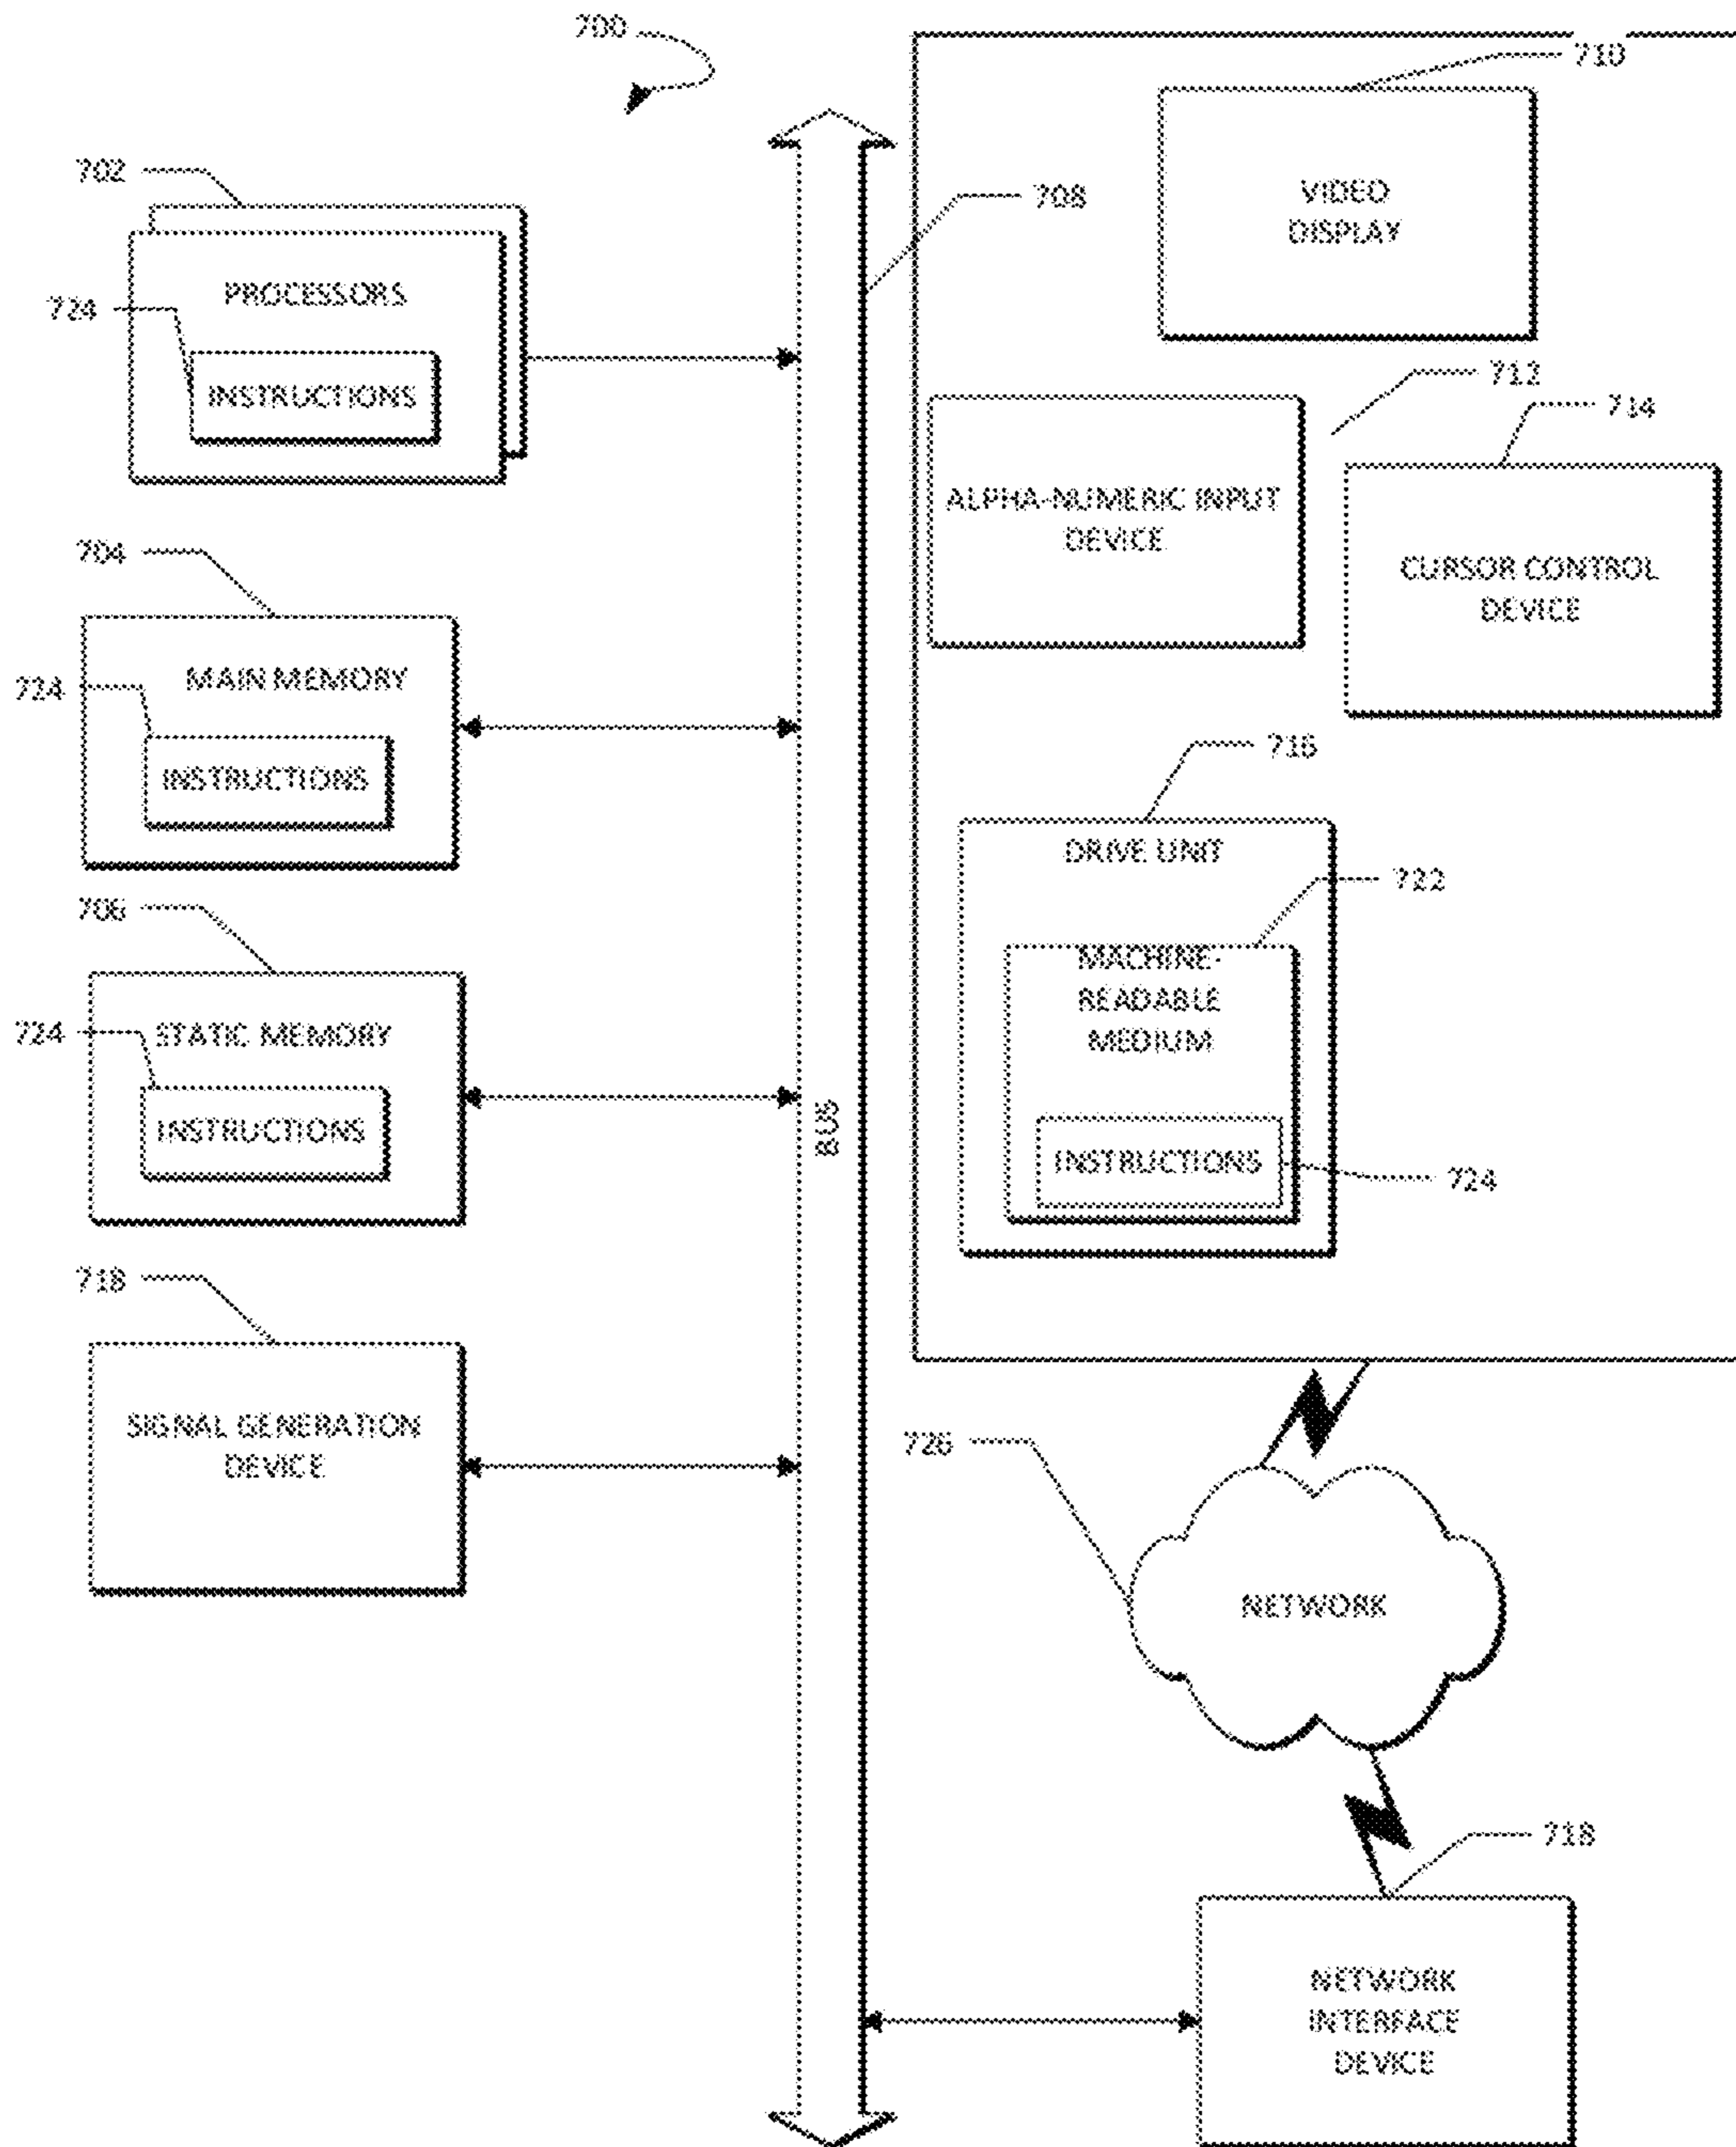 700
710
702
708
VIDEO
DISPLAY
PROCESSORS
724
INSTRUCTIONS
712
714
ALPHA-NUMERIC INPUT
DEVICE
CURSOR CONTROL
DEVICE
704
MAIN MEMORY
724
INSTRUCTIONS
716
DRIVE UNIT
722
706
MACHINE-
READABLE
MEDIUM
STATIC MEMORY
724
INSTRUCTIONS
BUS
INSTRUCTIONS
724
718
SIGNAL GENERATION
DEVICE
726
NETWORK
718
NETWORK
INTERFACE
DEVICE